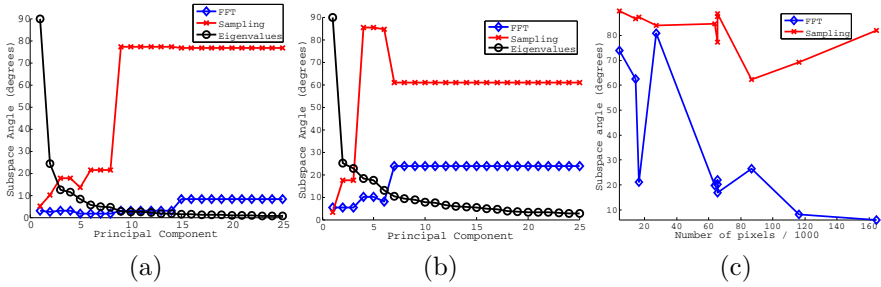 90
80
70
60
50
40
30
20
10
0
Subspace Angle (degrees)
0
5
10
15
20
25
Principal Component
FFT
Sampling
Eigenvalues
(a)
90
80
70
60
50
40
30
20
10
0
Subspace Angle (degrees)
0
5
10
15
20
25
Principal Component
FFT
Sampling
Eigenvalues
(b)
80
70
60
50
40
30
20
10
Subspace angle (degrees)
20
40
60
80
100
120
140
160
Number of pixels / 1000
FFT
Sampling
(c)